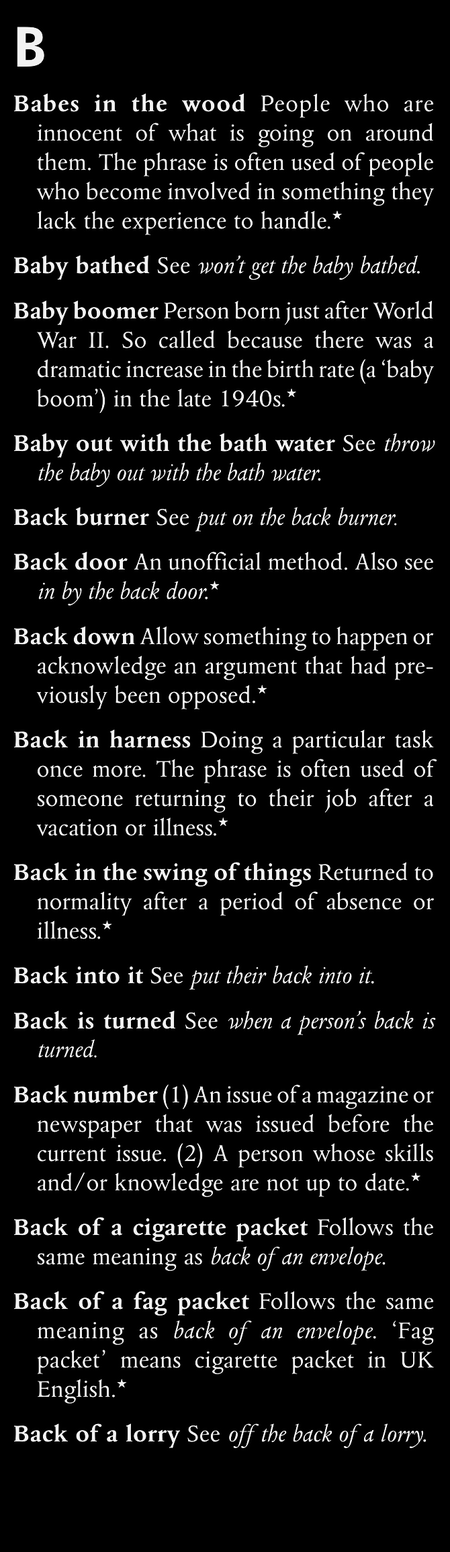 B
Babes in the wood People who are
innocent of what is going on around
them. The phrase is often used of people
who become involved in something they
lack the experience to handle.★
Baby bathed See won’t get the baby bathed.
Baby boomer Person born just after World
War II. So called because there was a
dramatic increase in the birth rate (a ‘baby
boom’) in the late 1940s.★
Baby out with the bath water See throw
the baby out with the bath water.
Back burner See put on the back burner.
Back door An unofficial method. Also see
in by the back door.★
Back down Allow something to happen or
acknowledge an argument that had pre-
viously been opposed.★
Back in harness Doing a particular task
once more. The phrase is often used of
someone returning to their job after a
vacation or illness.★
Back in the swing of things Returned to
normality after a period of absence or
illness.★
Back into it See put their back into it.
Back is turned See when a person’s back is
turned.
Back number (1) An issue of a magazine or
newspaper that was issued before the
current issue. (2) A person whose skills
and/or knowledge are not up to date.★
Back of a cigarette packet Follows the
same meaning as back of an envelope.
Back of a fag packet Follows the same
meaning as back of an envelope. ‘Fag
packet’ means cigarette packet in UK
English.★
Back of a lorry See off the back of a lorry.